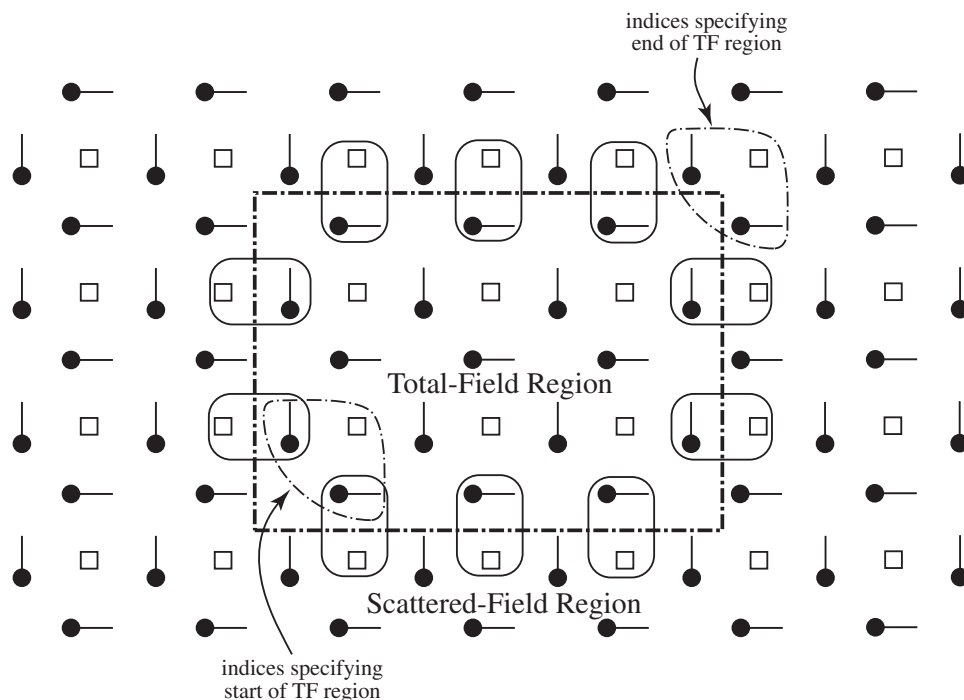 indices specifying
end of TF region
Total-Field Region
Scattered-Field Region
indices specifying
start of TF region